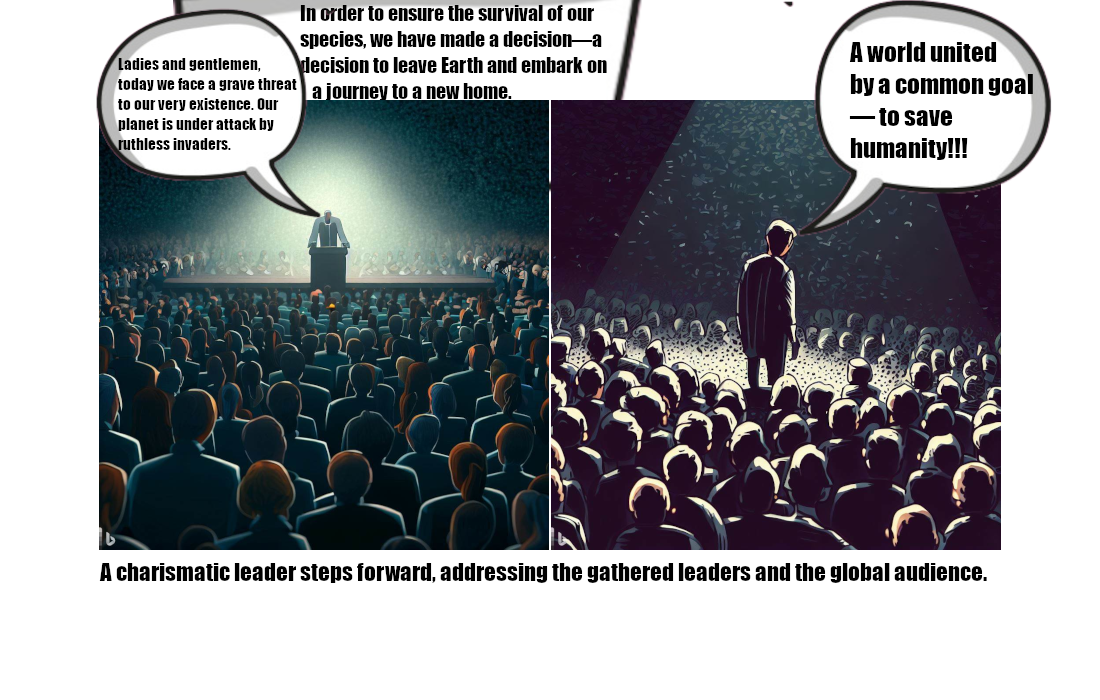 Ladies and gentlemen,
today we face a grave threat
to our very existence. Our
planet is under attack by
ruthless invaders.
In order to ensure the survival of our
species, we have made a decision—a
decision to leave Earth and embark on
a journey to a new home.
A world united
by a common goal
— to save
humanity!!!
A charismatic leader steps forward, addressing the gathered leaders and the global audience.